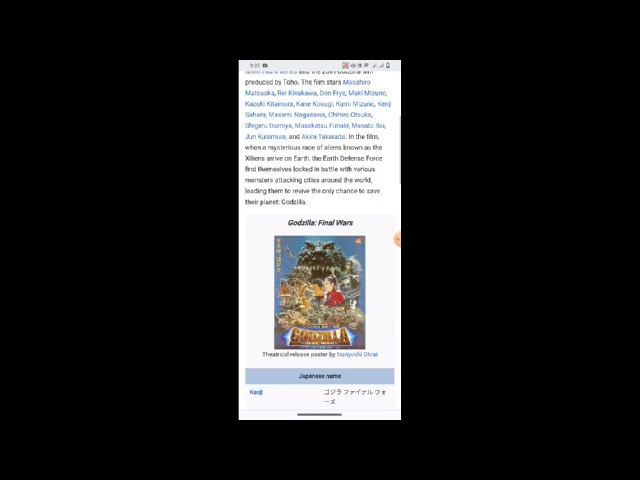 produced by Toho. The film stars Masahiro
Matsuoka, Rei Kikukawa, Don Frye, Maki Mizuno,
Kazuki Kitamura, Kane Kosugi, Kumi Mizuno, Kenji
Sahara, Masami Nagasawa, Chihiro Otsuka,
Shigeru Izumiya, Masakatsu Funaki, Masato Ibu,
Jun Kunimura, and Akira Takarada. In the film,
when a mysterious race of aliens known as the
Xiliens arrive on Earth, the Earth Defense Force
find themselves locked in battle with various
monsters attacking cities around the world,
leading them to revive the only chance to save
their planet: Godzilla.
Godzilla: Final Wars
GODZILLA
Theatrical release poster by Noriyoshi Ohrai
Japanese name
Kanji
ゴジラ ファイナル ウォ
ーズ